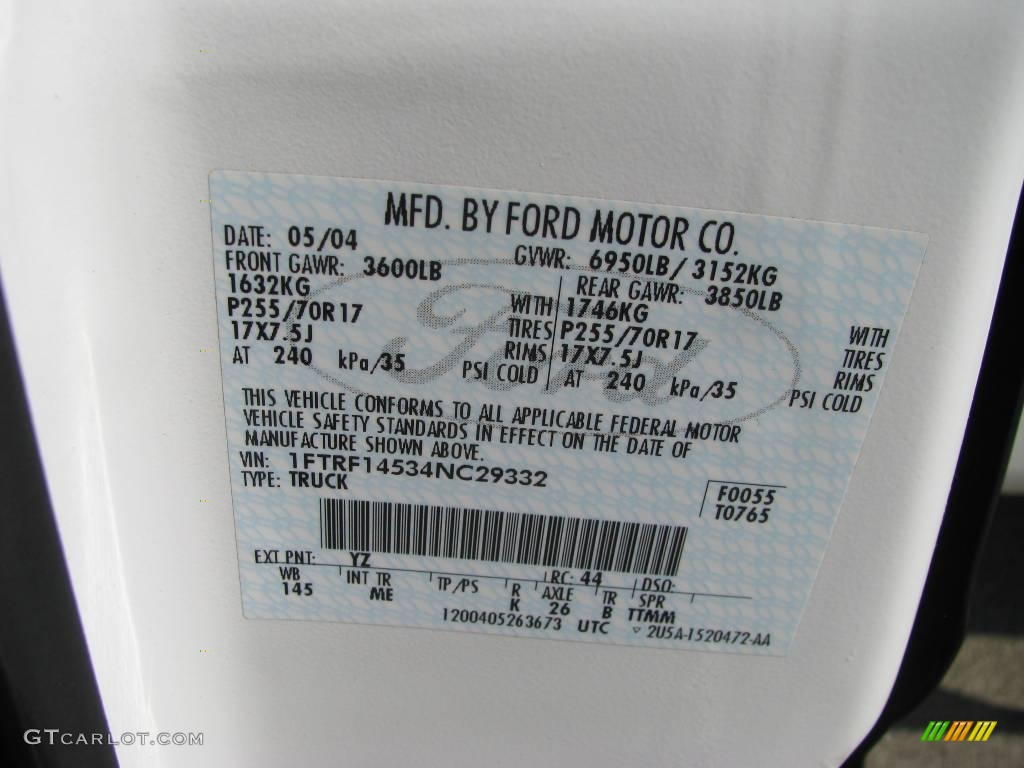 MFD. BY FORD MOTOR CO.
DATE: 05/04 GVWR: 6950LB/ 3152KG
FRONT GAWR: 3600LB REAR GAWR: 3850LB
1632KG WITH 1746KG WITH
P255/70R17 TIRES P255/70R17 TIRES
17X7.5J RIMS 17X7.5J RIMS
AT 240 kPa/35 PSI COLD AT 240 kPa/35 PSI COLD
Ford
THIS VEHICLE CONFORMS TO ALL APPLICABLE FEDERAL MOTOR
VEHICLE SAFETY STANDARDS IN EFFECT ON THE DATE OF
MANUFACTURE SHOWN ABOVE.
VIN: 1FTRF14534NC29332
TYPE: TRUCK
F0055
T0765
EXT PNT: YZ RC: 44 DSO:
WB INT TR TP/PS R AXLE TR SPR
145 ME K 26 B TTMM
1200405263673 UTC ▽ 2U5A-1520472-AA
GTCARLOT.COM